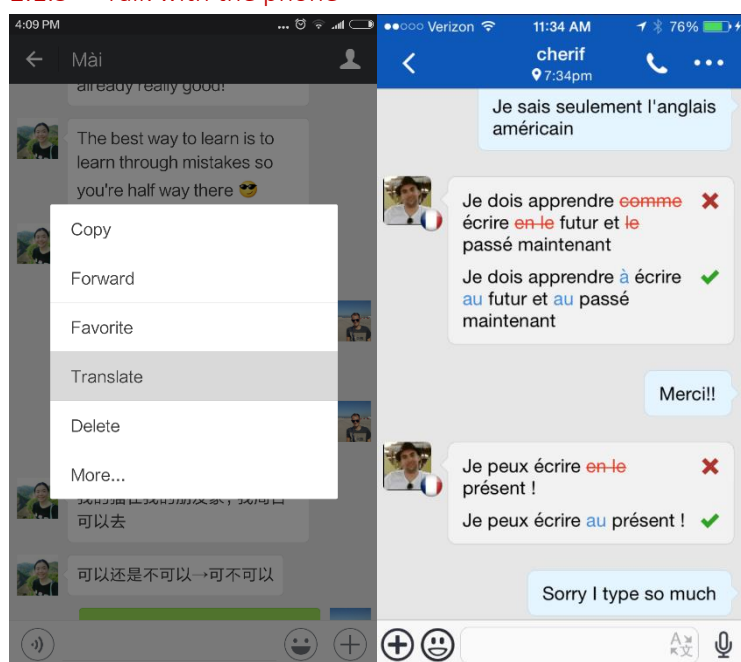 4:09 PM
Mài
already really good!
The best way to learn is to
learn through mistakes so
you're half way there 😎
Copy
Forward
Favorite
Translate
Delete
More...
可以去
可以还是不可以→可不可以
Verizon 11:34 AM 76%
cherif
7:34pm
Je sais seulement l'anglais
américain
Je dois apprendre comme
écrire en le futur et le
passé maintenant
Je dois apprendre à écrire
au futur et au passé
maintenant
Merci!!
Je peux écrire en le
présent !
Je peux écrire au présent !
Sorry I type so much